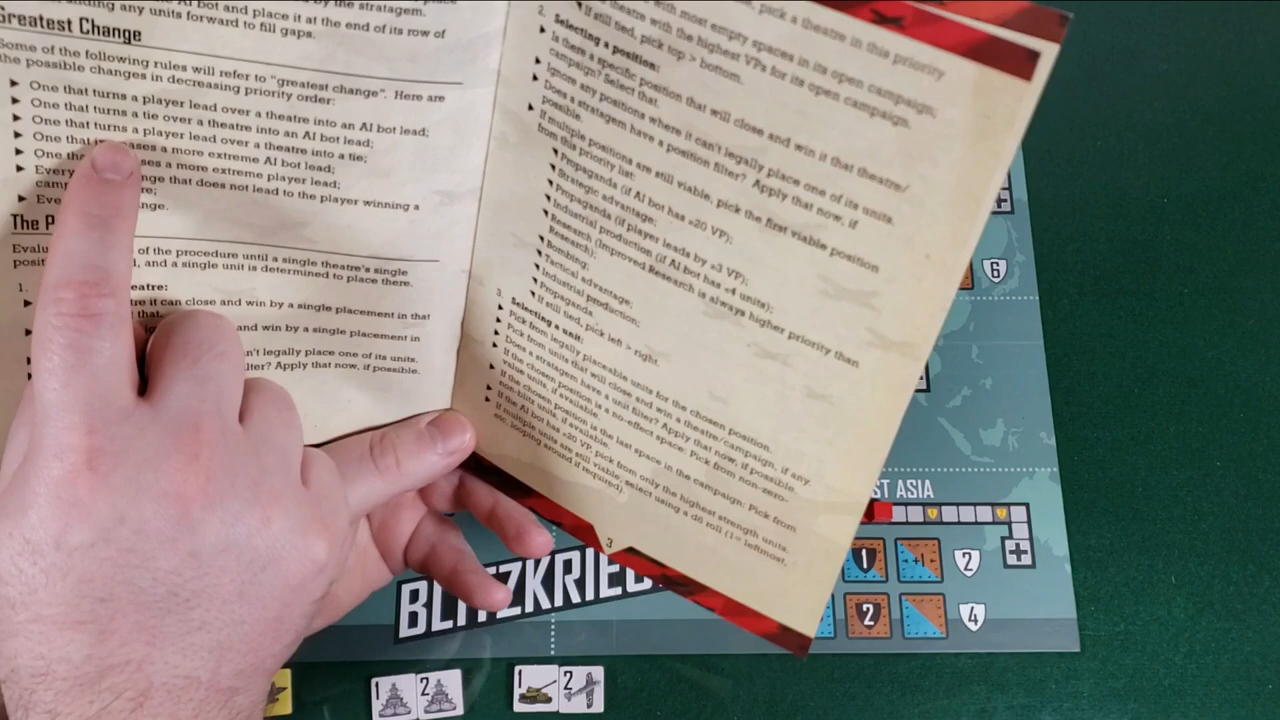 by the stratagem.
AI bot and place it at the end of its row of
any units forward to fill gaps.
Greatest Change
Some of the following rules will refer to "greatest change". Here are
the possible changes in decreasing priority order:
► One that turns a player lead over a theatre into an AI bot lead;
► One that turns a tie over a theatre into an AI bot lead;
► One that turns a player lead over a theatre into a tie;
► One that a more extreme AI bot lead;
► One a more extreme player lead;
► Every that does not lead to the player winning a
►
The P
of the procedure until a single theatre's single
and a single unit is determined to place there.
1.
it can close and win by a single placement in that
that.
and win by a single placement in
legally place one of its units.
Apply that now, if possible.
pick a theatre in this priority
with most empty spaces in its open campaign;
theatre with the highest VPs for its open campaign.
If still tied, pick top > bottom.
2. Selecting a position:
► Is there a specific position that will close and win it that theatre/
campaign? Select that.
► Ignore any positions where it can't legally place one of its units.
► Does a stratagem have a position filter? Apply that now, if
possible.
► If multiple positions are still viable, pick the first viable position
from this priority list:
Propaganda (if AI bot has ≥20 VP);
Strategic advantage;
Propaganda (if player leads by ≥3 VP);
Industrial production (if AI bot has <4 units);
Research (Improved Research is always higher priority than
Research);
Bombing;
Tactical advantage;
Industrial production;
Propaganda.
If still tied, pick left > right.
3. Selecting a unit:
► Pick from legally placeable units for the chosen position.
► Pick from units that will close and win a theatre/campaign, if any.
► Does a stratagem have a unit filter? Apply that now, if possible.
► If the chosen position is a no-effect space: Pick from non-zero-
value units, if available.
► If the chosen position is the last space in the campaign: Pick from
non-blitz units, if available.
► If the AI bot has ≥20 VP, pick from only the highest strength units.
► If multiple units are still viable, select using a d6 roll (1= leftmost,
etc, looping around if required).
3
6
ST ASIA
1 +1 2
2 4
BLITZKRIEG
1 2 1 2